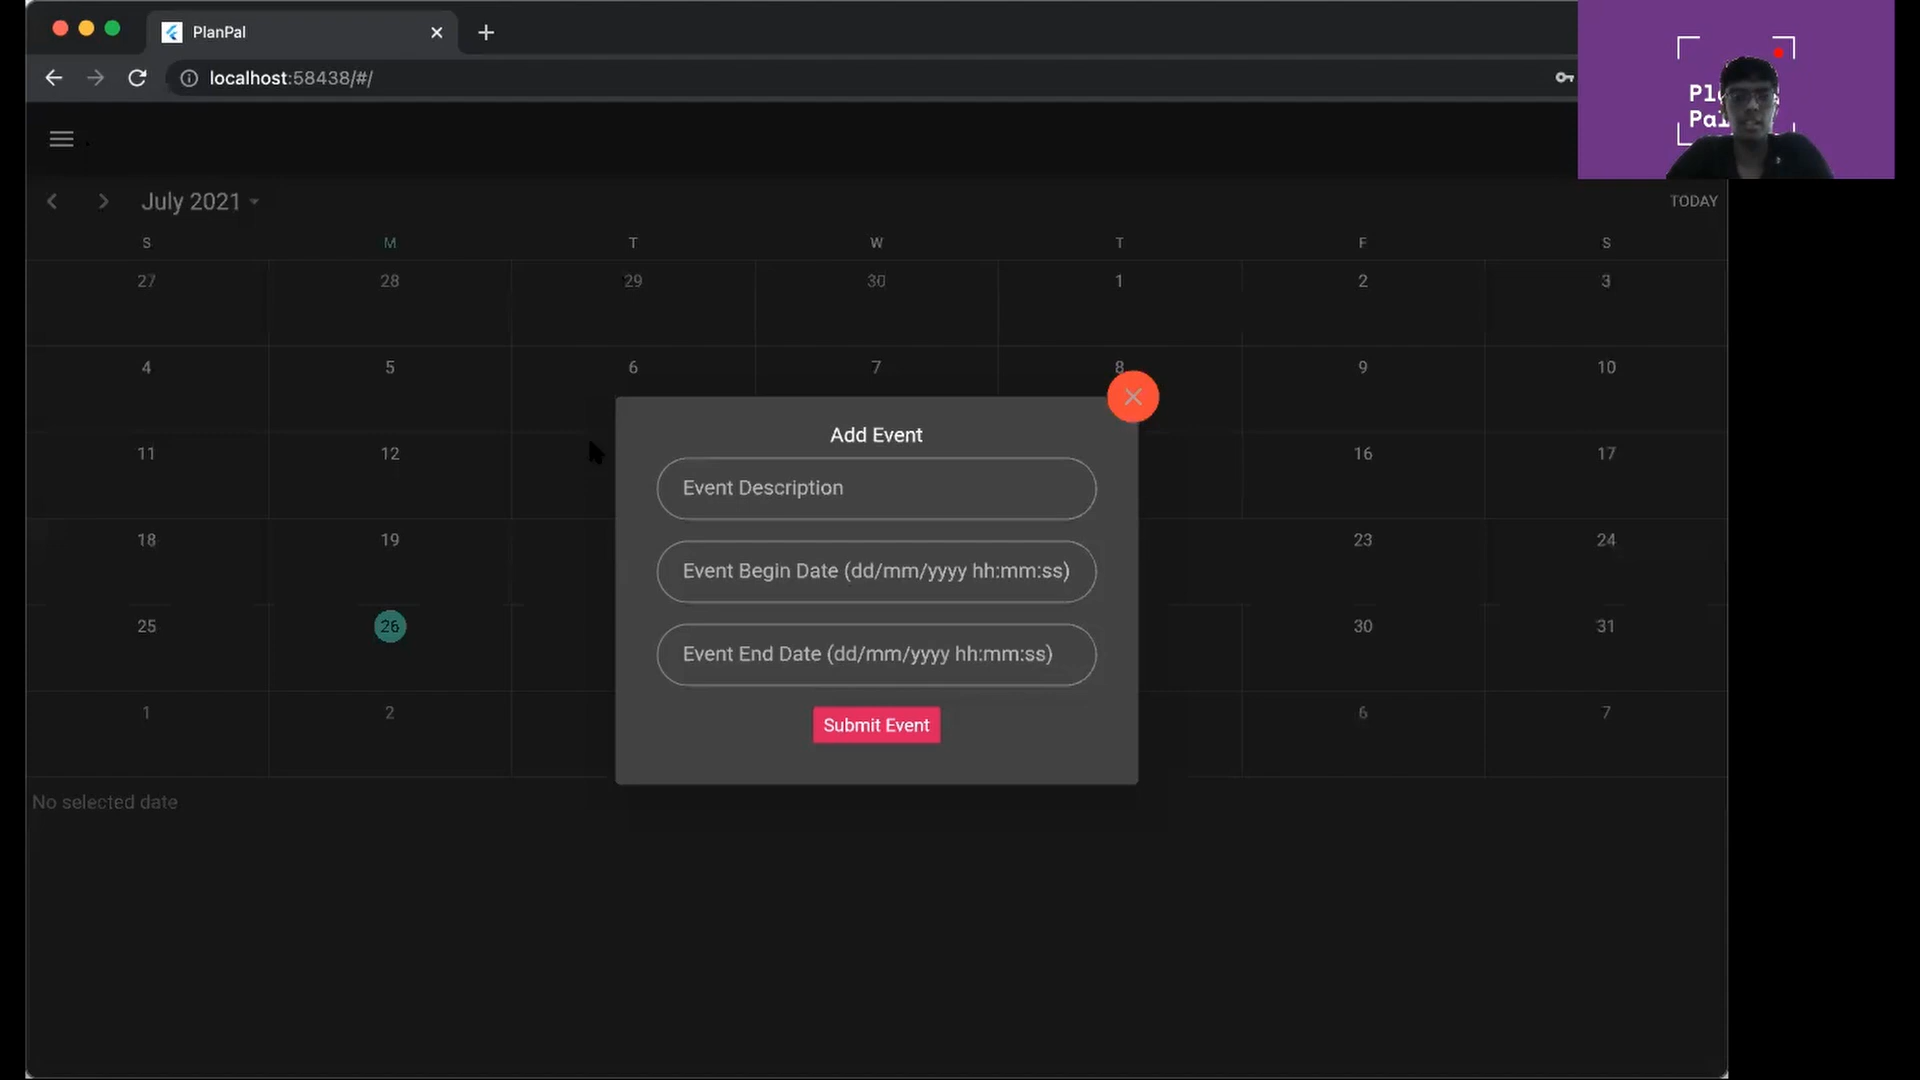 PlanPal
localhost:58438/#/
July 2021
TODAY
S M T W T F S
27 28 29 30 1 2 3
4 5 6 7 8 9 10
11 12 16 17
18 19 23 24
25 26 30 31
1 2 6 7
Add Event
Event Description
Event Begin Date (dd/mm/yyyy hh:mm:ss)
Event End Date (dd/mm/yyyy hh:mm:ss)
Submit Event
No selected date